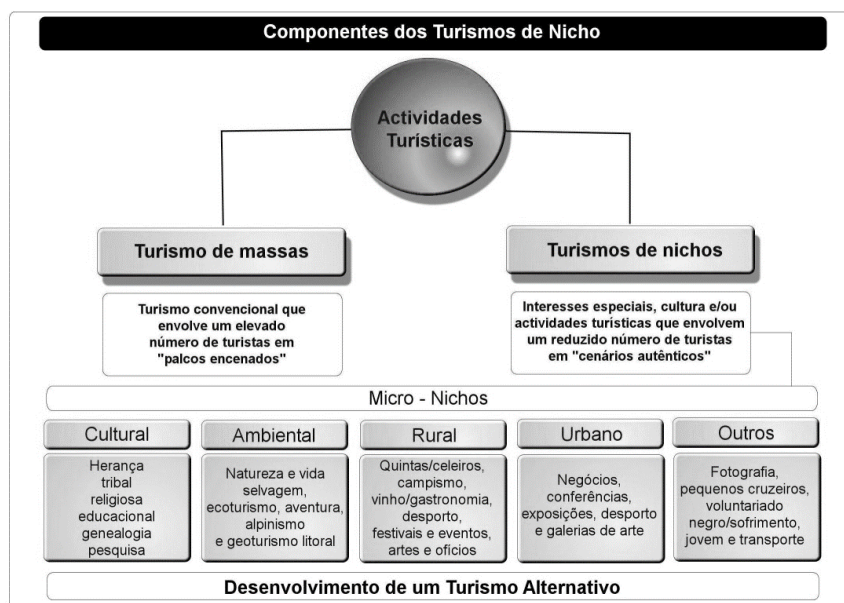 Componentes dos Turismos de Nicho
Actividades
Turísticas
Turismo de massas
Turismos de nichos
Turismo convencional que
envolve um elevado
número de turistas em
"palcos encenados"
Interesses especiais, cultura e/ou
actividades turísticas que envolvem
um reduzido número de turistas
em "cenários autênticos"
Micro - Nichos
Cultural
Herança
tribal
religiosa
educacional
genealogia
pesquisa
Ambiental
Natureza e vida
selvagem,
ecoturismo, aventura,
alpinismo
e geoturismo litoral
Rural
Quintas/celeiros,
campismo,
vinho/gastronomia,
desporto,
festivais e eventos,
artes e ofícios
Urbano
Negócios,
conferências,
exposições, desporto
e galerias de arte
Outros
Fotografia,
pequenos cruzeiros,
voluntariado
negro/sofrimento,
jovem e transporte
Desenvolvimento de um Turismo Alternativo